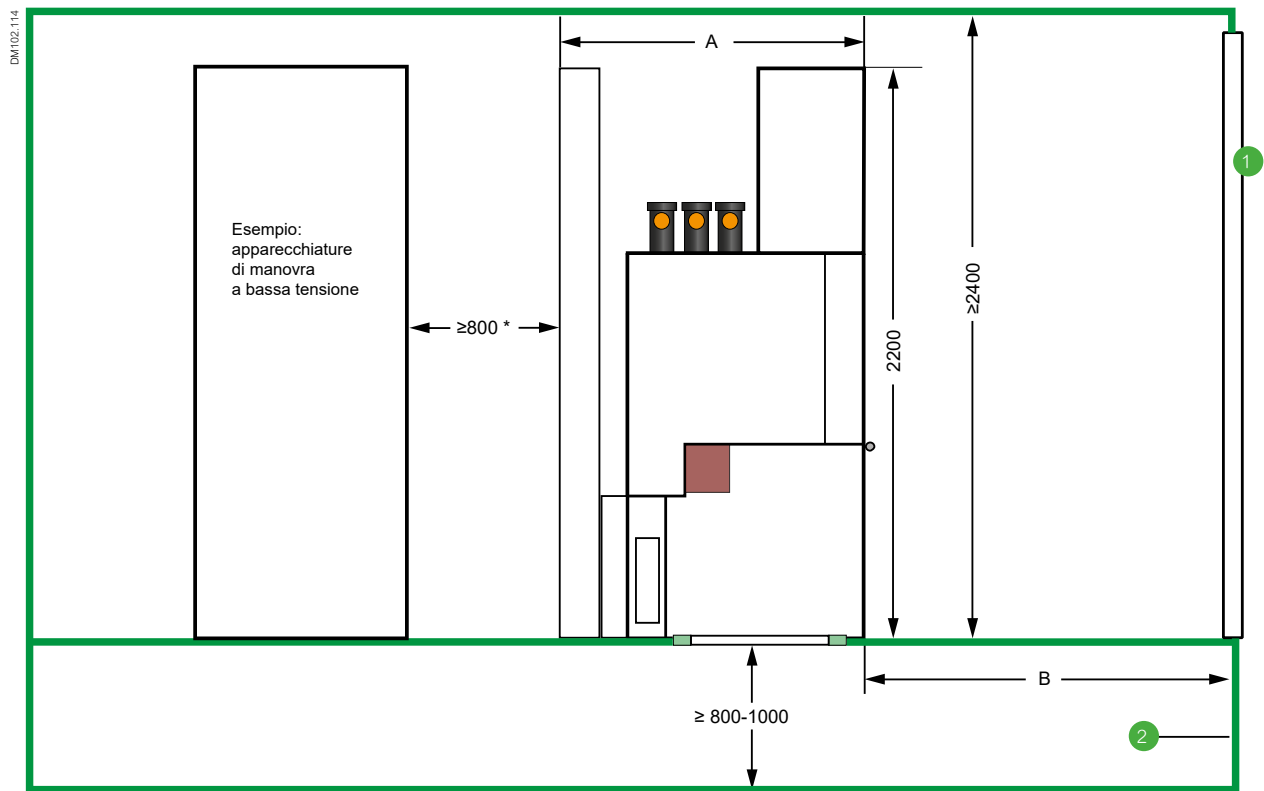 DM102.114
A
1
Esempio:
apparecchiature
di manovra
a bassa tensione
≥800 *
2200
≥2400
B
≥ 800-1000
2